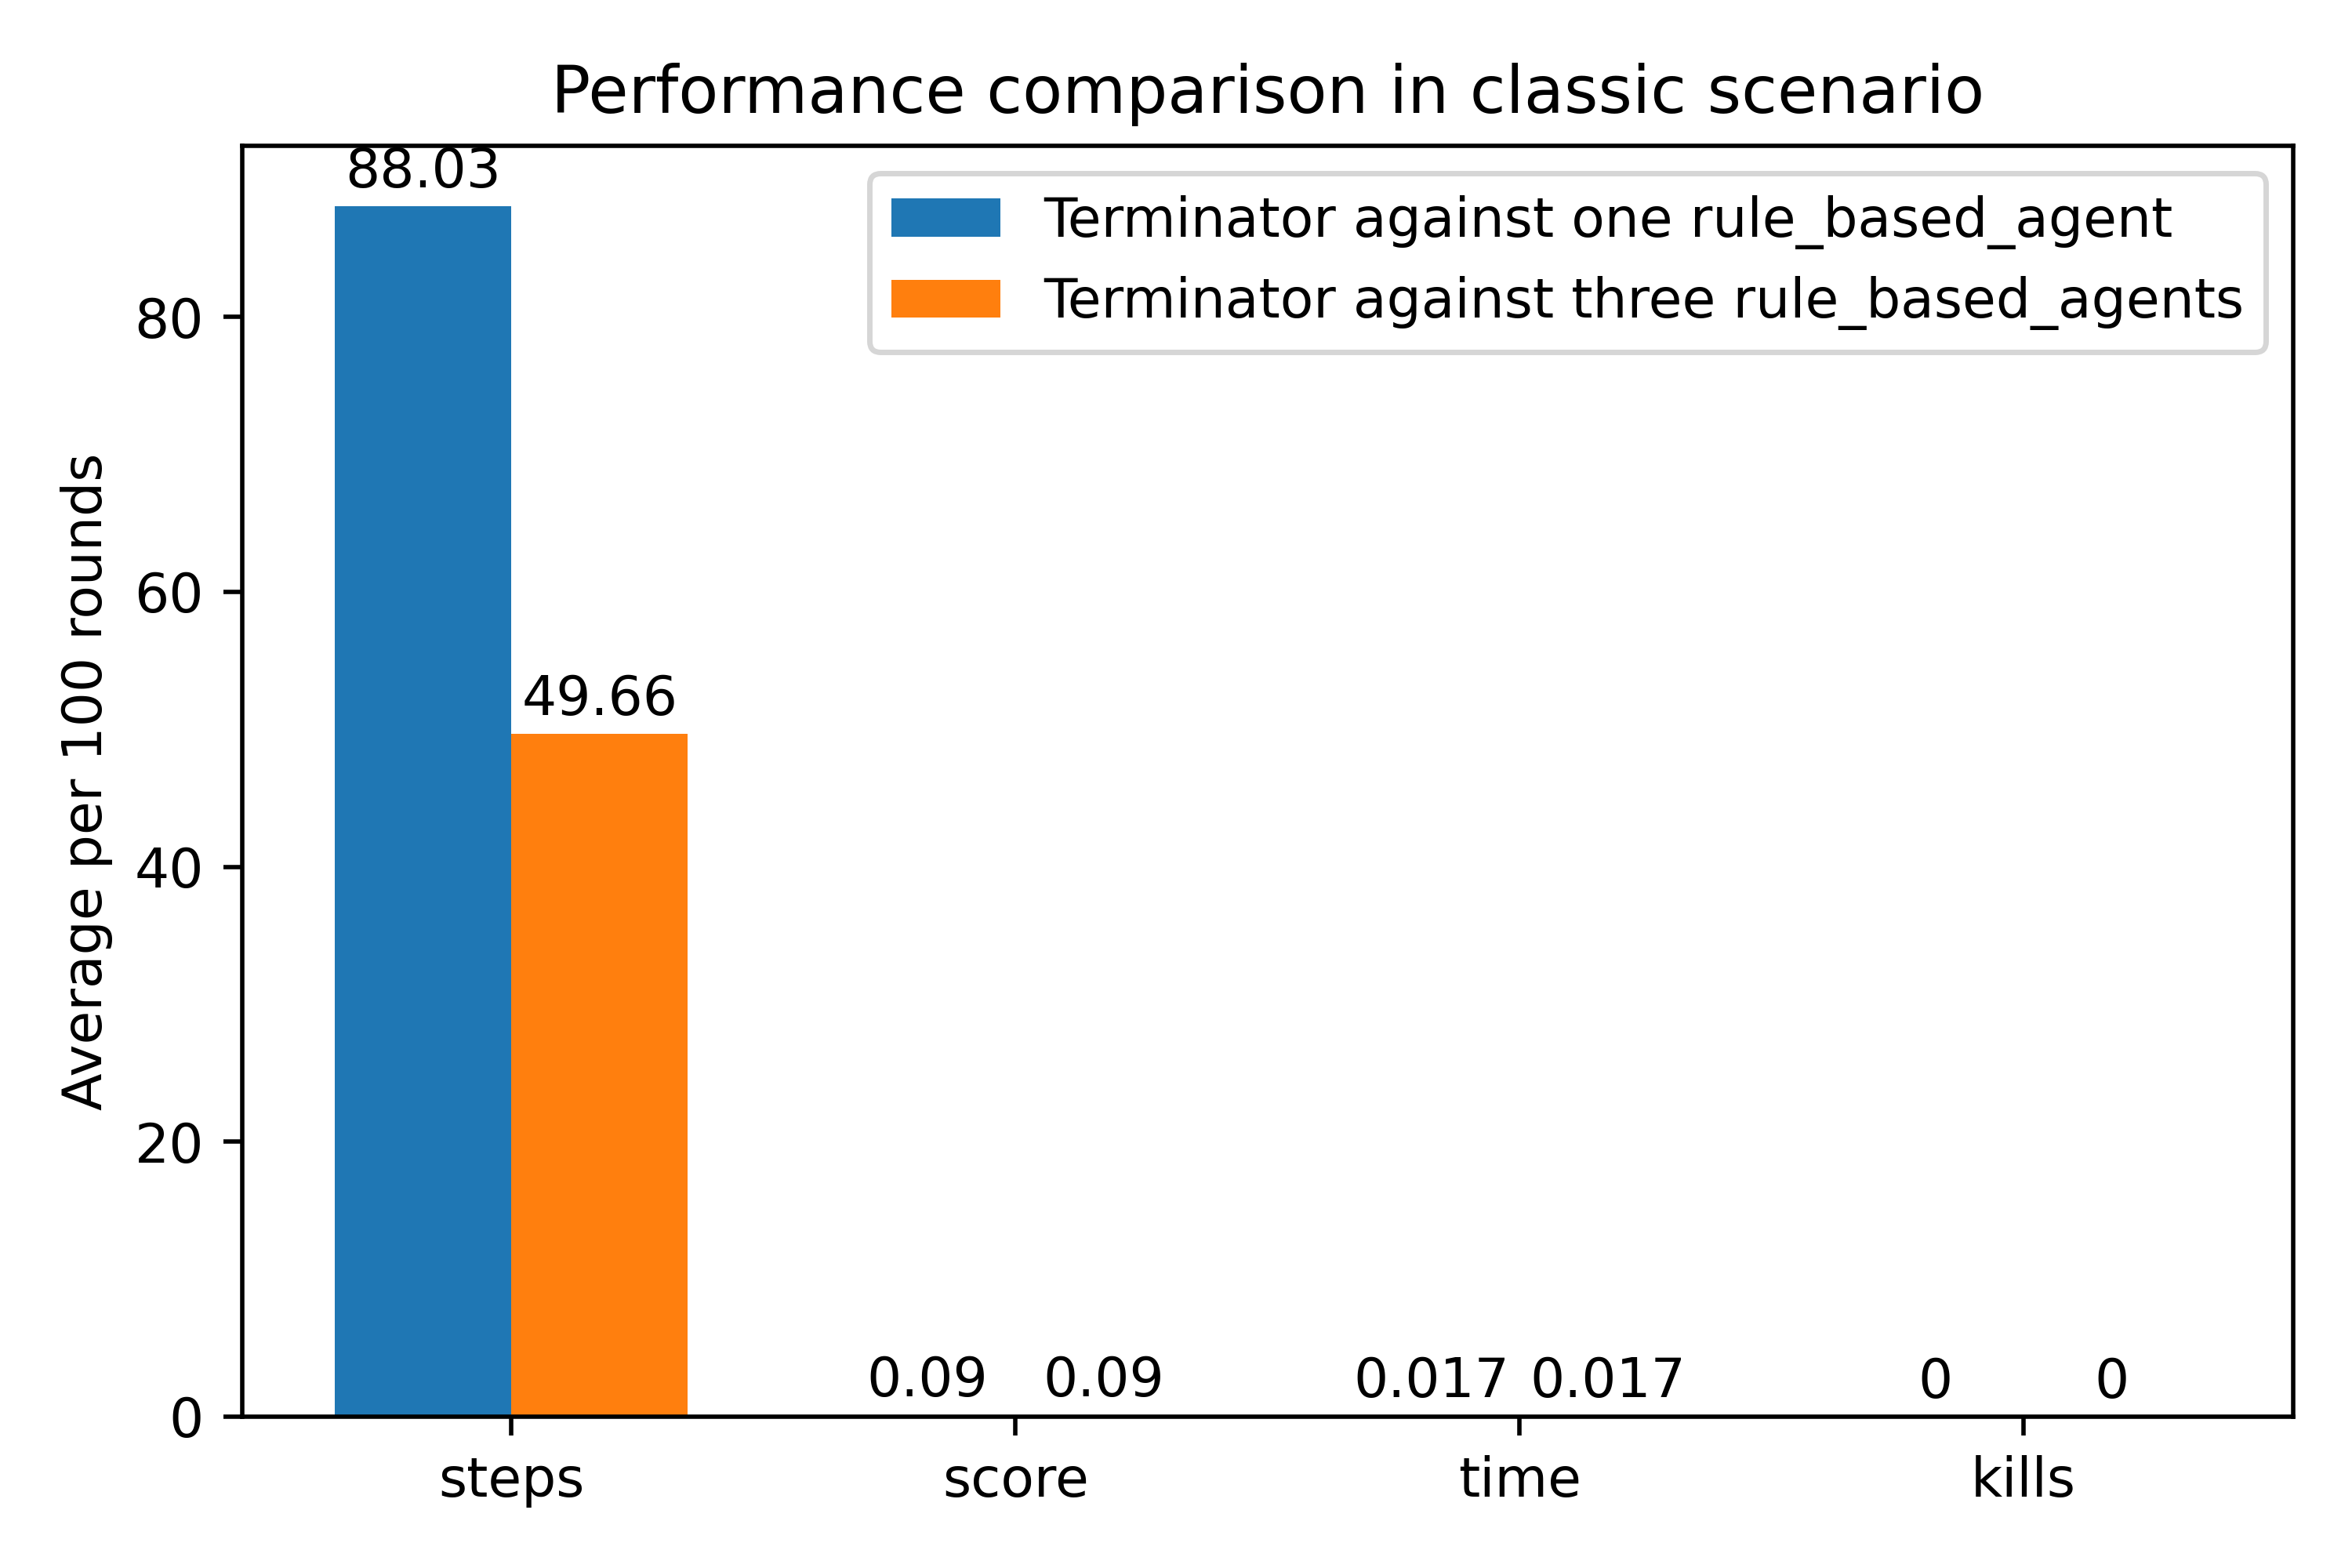 Performance comparison in classic scenario
88.03
Terminator against one rule_based_agent
Terminator against three rule_based_agents
80
60
49.66
40
20
0
Average per 100 rounds
0.09 0.09 0.017 0.017 0 0
steps score time kills